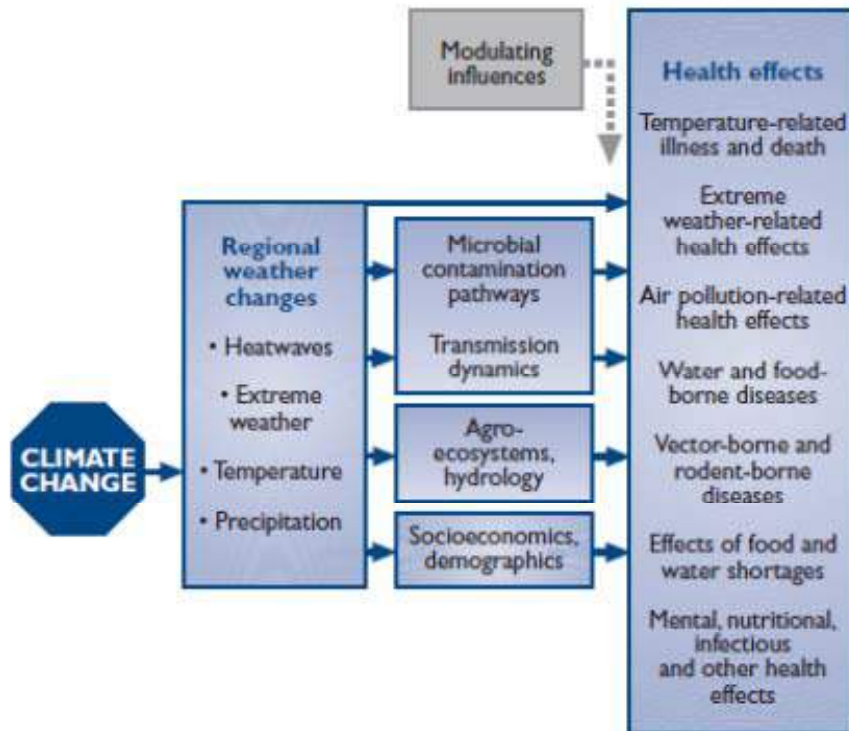 Modulating
influences
Health effects
Temperature-related
illness and death
Extreme
weather-related
health effects
Air pollution-related
health effects
Water and food-
borne diseases
Vector-borne and
rodent-borne
diseases
Effects of food and
water shortages
Mental, nutritional,
infectious
and other health
effects
Regional
weather
changes
• Heatwaves
• Extreme
weather
• Temperature
• Precipitation
Microbial
contamination
pathways
Transmission
dynamics
Agro-
ecosystems,
hydrology
Socioeconomics,
demographics
CLIMATE
CHANGE